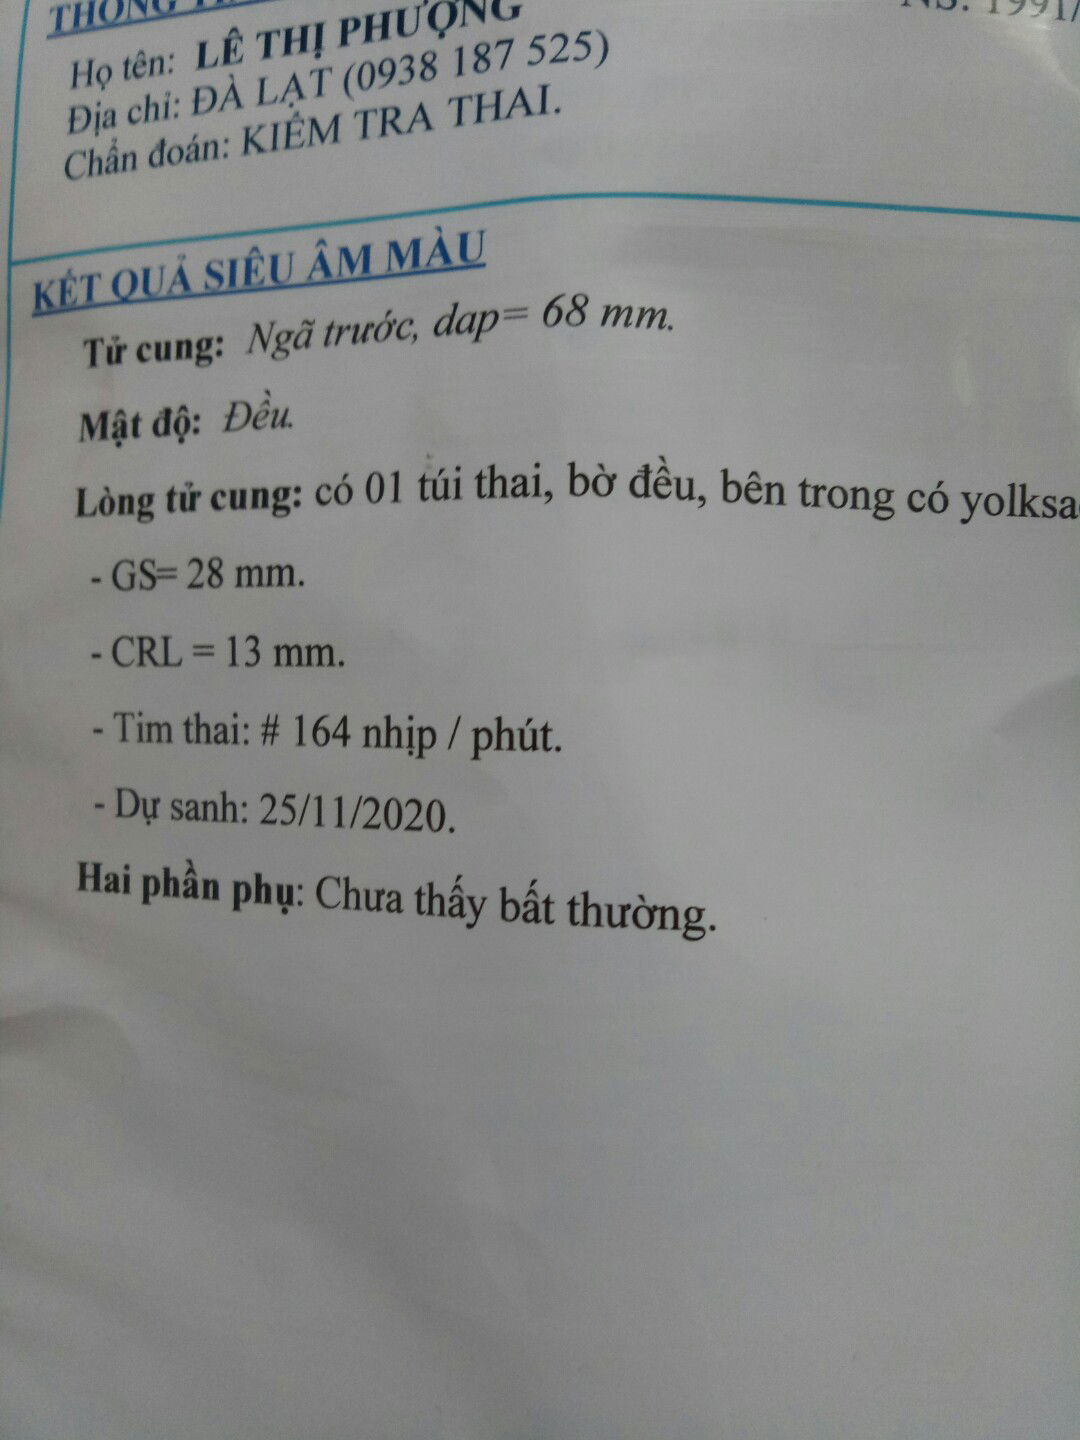 THÔNG
Họ tên: LÊ THỊ PHƯỢNG
NS: 1991/
Địa chỉ: ĐÀ LẠT (0938 187 525)
Chẩn đoán: KIỂM TRA THAI.
KẾT QUẢ SIÊU ÂM MÀU
Tử cung: Ngã trước, dap= 68 mm.
Mật độ: Đều.
Lòng tử cung: có 01 túi thai, bờ đều, bên trong có yolksa
- GS= 28 mm.
- CRL = 13 mm.
- Tim thai: # 164 nhịp / phút.
- Dự sanh: 25/11/2020.
Hai phần phụ: Chưa thấy bất thường.